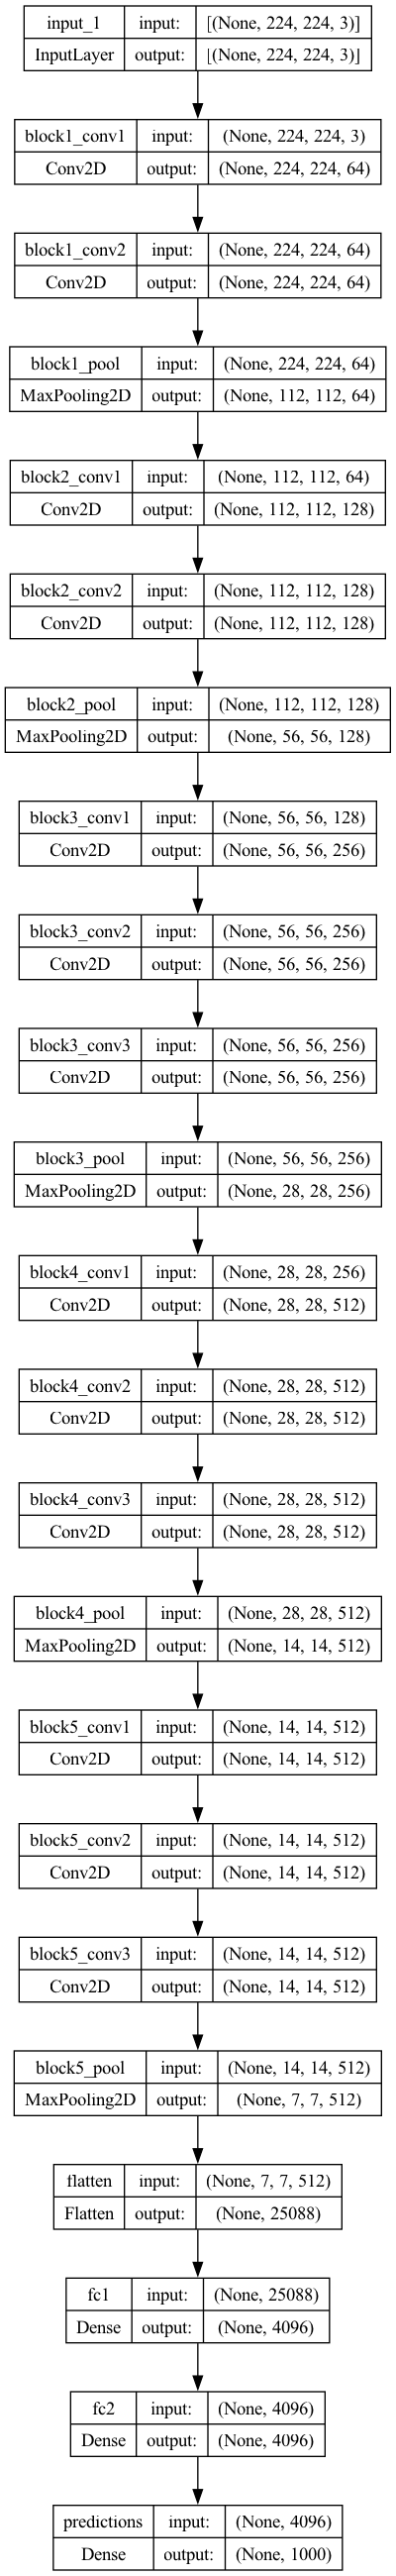 input_1 input: [(None, 224, 224, 3)]
InputLayer output: [(None, 224, 224, 3)]
block1_conv1 input: (None, 224, 224, 3)
Conv2D output: (None, 224, 224, 64)
block1_conv2 input: (None, 224, 224, 64)
Conv2D output: (None, 224, 224, 64)
block1_pool input: (None, 224, 224, 64)
MaxPooling2D output: (None, 112, 112, 64)
block2_conv1 input: (None, 112, 112, 64)
Conv2D output: (None, 112, 112, 128)
block2_conv2 input: (None, 112, 112, 128)
Conv2D output: (None, 112, 112, 128)
block2_pool input: (None, 112, 112, 128)
MaxPooling2D output: (None, 56, 56, 128)
block3_conv1 input: (None, 56, 56, 128)
Conv2D output: (None, 56, 56, 256)
block3_conv2 input: (None, 56, 56, 256)
Conv2D output: (None, 56, 56, 256)
block3_conv3 input: (None, 56, 56, 256)
Conv2D output: (None, 56, 56, 256)
block3_pool input: (None, 56, 56, 256)
MaxPooling2D output: (None, 28, 28, 256)
block4_conv1 input: (None, 28, 28, 256)
Conv2D output: (None, 28, 28, 512)
block4_conv2 input: (None, 28, 28, 512)
Conv2D output: (None, 28, 28, 512)
block4_conv3 input: (None, 28, 28, 512)
Conv2D output: (None, 28, 28, 512)
block4_pool input: (None, 28, 28, 512)
MaxPooling2D output: (None, 14, 14, 512)
block5_conv1 input: (None, 14, 14, 512)
Conv2D output: (None, 14, 14, 512)
block5_conv2 input: (None, 14, 14, 512)
Conv2D output: (None, 14, 14, 512)
block5_conv3 input: (None, 14, 14, 512)
Conv2D output: (None, 14, 14, 512)
block5_pool input: (None, 14, 14, 512)
MaxPooling2D output: (None, 7, 7, 512)
flatten input: (None, 7, 7, 512)
Flatten output: (None, 25088)
fc1 input: (None, 25088)
Dense output: (None, 4096)
fc2 input: (None, 4096)
Dense output: (None, 4096)
predictions input: (None, 4096)
Dense output: (None, 1000)